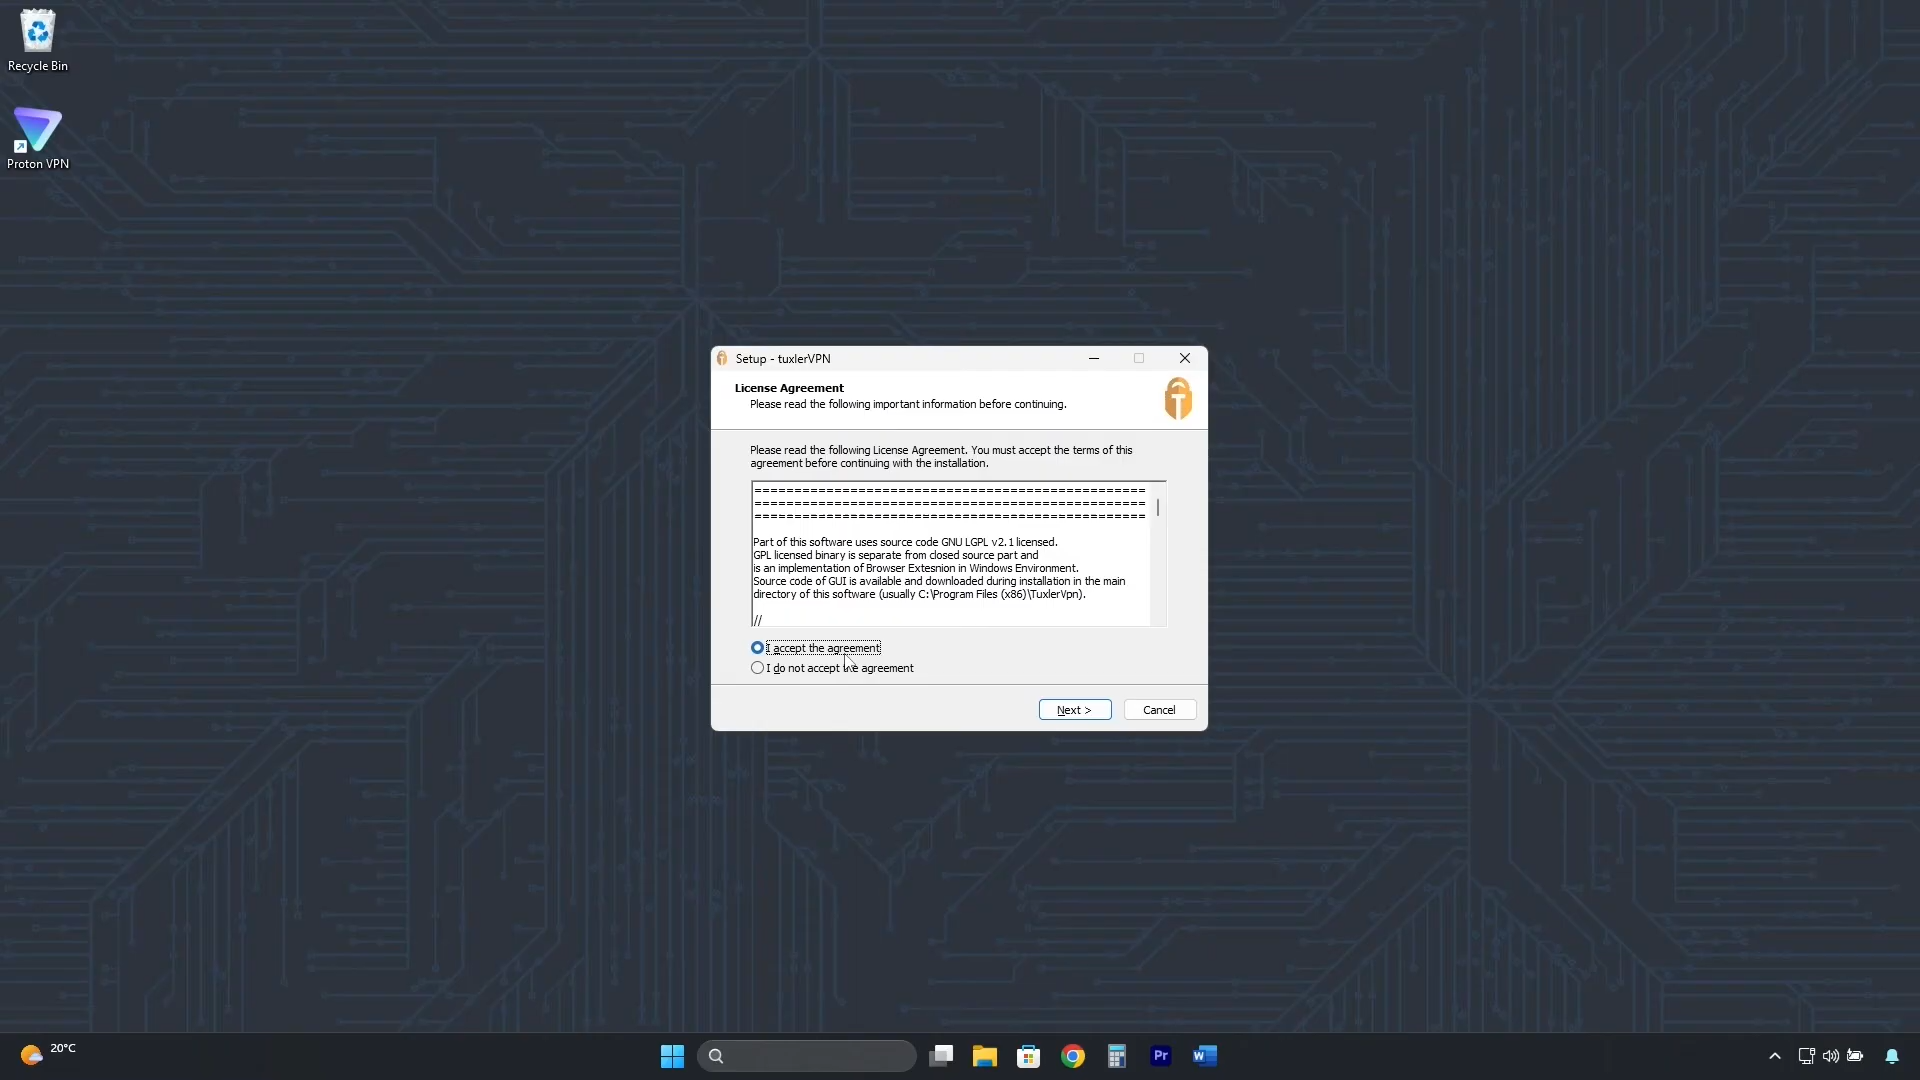 Recycle Bin
Proton VPN
Setup - tuxlerVPN
License Agreement
Please read the following important information before continuing.
Please read the following License Agreement. You must accept the terms of this
agreement before continuing with the installation.
=================================================
=================================================
=================================================
Part of this software uses source code GNU LGPL v2.1 licensed.
GPL licensed binary is separate from closed source part and
is an implementation of Browser Extesnion in Windows Environment.
Source code of GUI is available and downloaded during installation in the main
directory of this software (usually C:\Program Files (x86)\TuxlerVpn).
//
I accept the agreement
I do not accept the agreement
Next >
Cancel
20°C
Pr
W